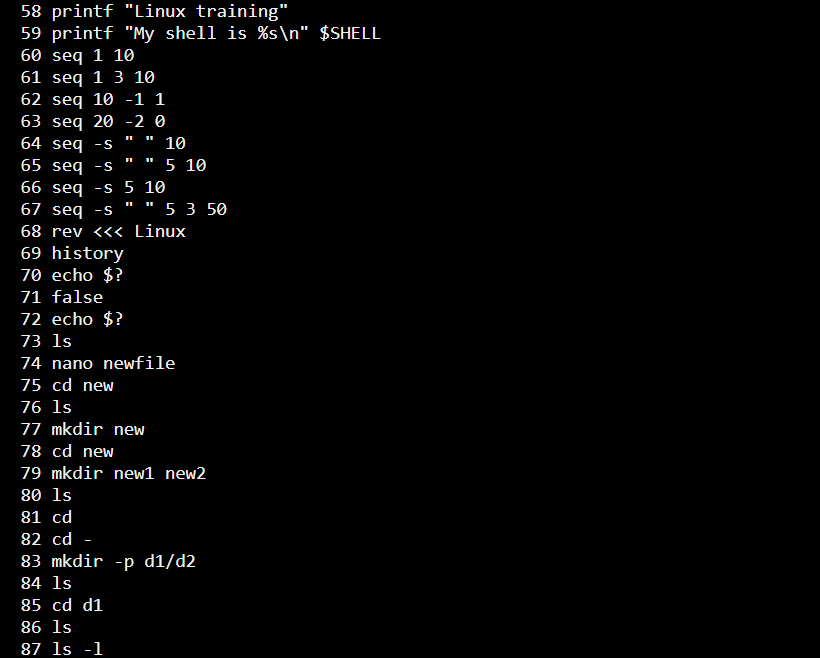 58 printf "Linux training"
59 printf "My shell is %s\n" $SHELL
60 seq 1 10
61 seq 1 3 10
62 seq 10 -1 1
63 seq 20 -2 0
64 seq -s " " 10
65 seq -s " " 5 10
66 seq -s 5 10
67 seq -s " " 5 3 50
68 rev <<< Linux
69 history
70 echo $?
71 false
72 echo $?
73 ls
74 nano newfile
75 cd new
76 ls
77 mkdir new
78 cd new
79 mkdir new1 new2
80 ls
81 cd
82 cd -
83 mkdir -p d1/d2
84 ls
85 cd d1
86 ls
87 ls -l